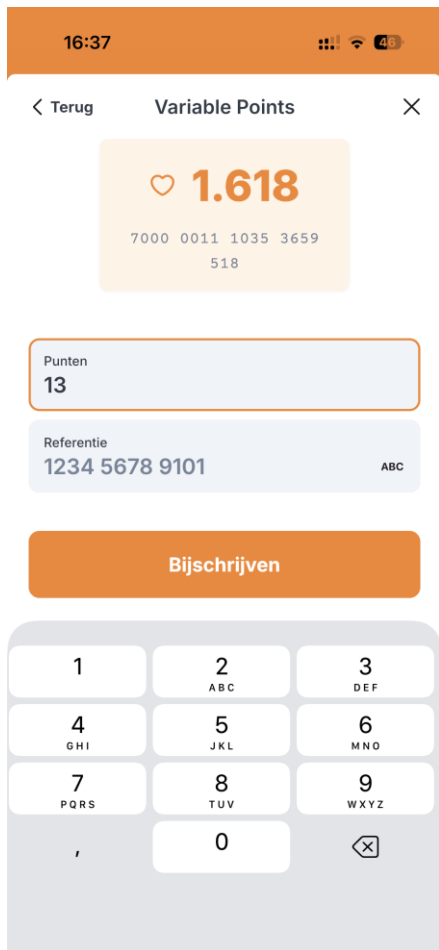 16:37
46
Terug
Variable Points
1.618
7000 0011 1035 3659
518
Punten
13
Referentie
1234 5678 9101
ABC
Bijschrijven
1
2
3
ABC
DEF
4
5
6
GHI
JKL
MNO
7
8
9
PQRS
TUV
WXYZ
,
0